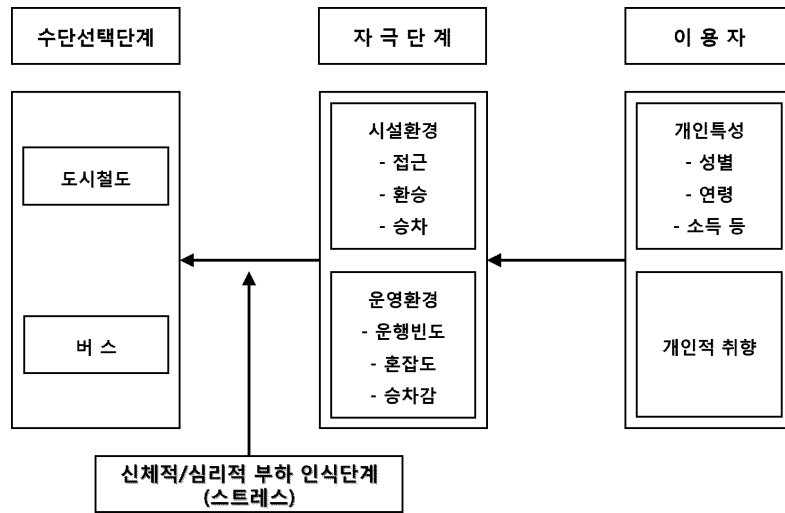 수단선택단계
자 극 단 계
이 용 자
도시철도
버 스
시설환경
- 접근
- 환승
- 승차
운영환경
- 운행빈도
- 혼잡도
- 승차감
개인특성
- 성별
- 연령
- 소득 등
개인적 취향
신체적/심리적 부하 인식단계
(스트레스)